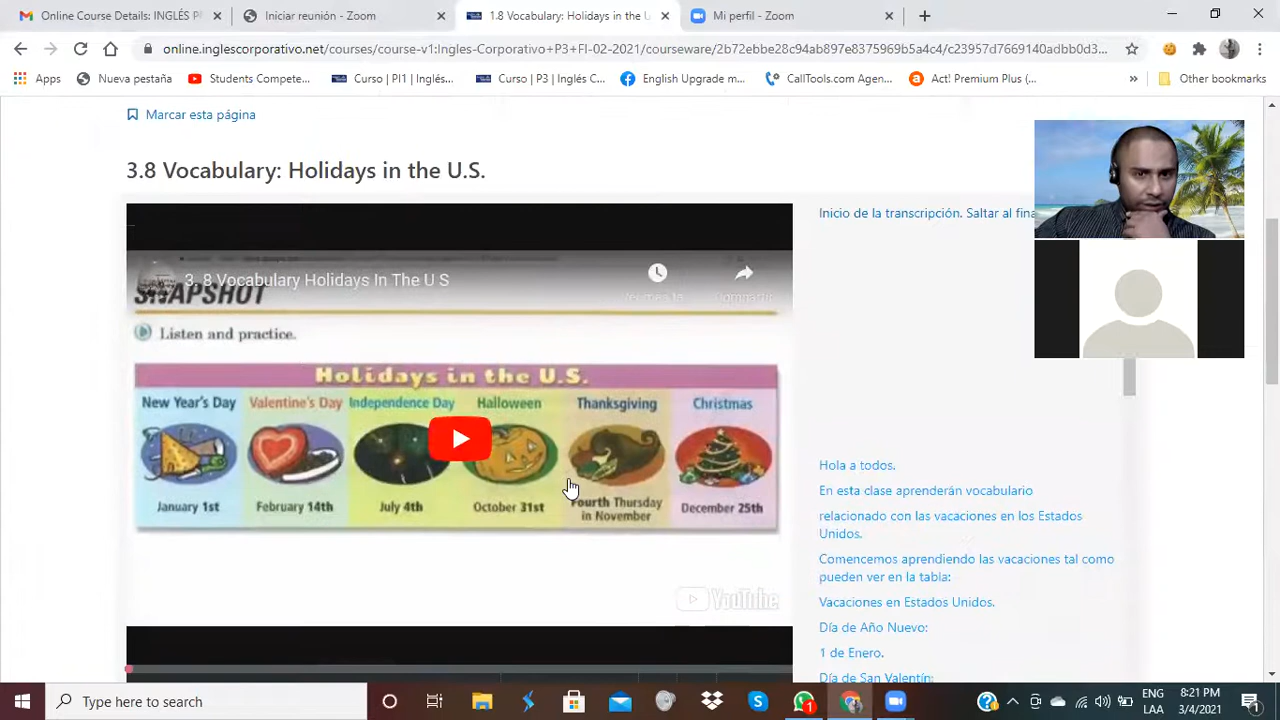 Online Course Details: INGLÉS P
Iniciar reunión - Zoom
1.8 Vocabulary: Holidays in the U
Mi perfil - Zoom
online.inglescorporativo.net/courses/course-v1:Ingles-Corporativo+P3+FI-02-2021/courseware/2b72ebbe28c94ab897e8375969b5a4c4/c23957d7669140adbb0d3...
Apps
Nueva pestaña
Students Compete...
Curso | PI1 | Inglés...
Curso | P3 | Inglés C...
English Upgrade m...
CallTools.com Agen...
Act! Premium Plus (...
»
Other bookmarks
Marcar esta página
3.8 Vocabulary: Holidays in the U.S.
Inicio de la transcripción. Saltar al fina
3. 8 Vocabulary Holidays In The U S
SNAPSHOT
Listen and practice.
Holidays in the U.S.
New Year's Day
Valentine's Day
Independence Day
Halloween
Thanksgiving
Christmas
January 1st
February 14th
July 4th
October 31st
Fourth Thursday
in November
December 25th
YouTube
Hola a todos.
En esta clase aprenderán vocabulario
relacionado con las vacaciones en los Estados
Unidos.
Comencemos aprendiendo las vacaciones tal como
pueden ver en la tabla:
Vacaciones en Estados Unidos.
Día de Año Nuevo:
1 de Enero.
Día de San Valentín:
Type here to search
1
ENG
LAA
8:21 PM
3/4/2021
1